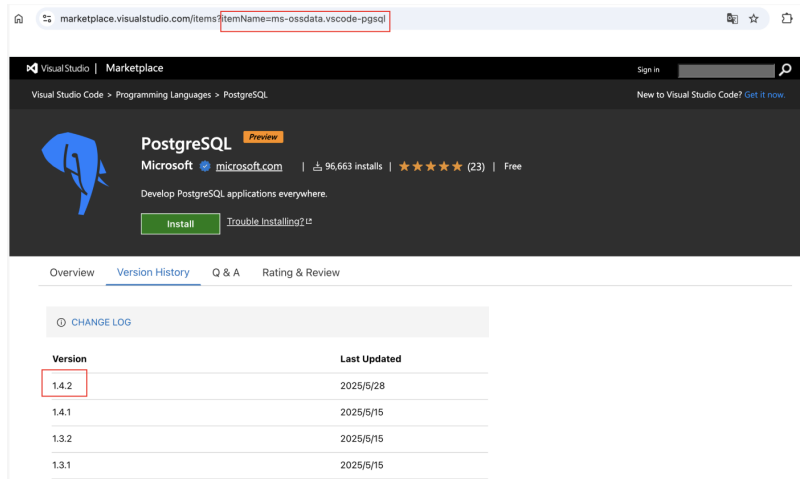 marketplace.visualstudio.com/items?itemName=ms-ossdata.vscode-pgsql
Visual Studio | Marketplace
Sign in
Visual Studio Code > Programming Languages > PostgreSQL
New to Visual Studio Code? Get it now.
PostgreSQL
Preview
Microsoft microsoft.com | 96,663 installs | (23) | Free
Develop PostgreSQL applications everywhere.
Install
Trouble Installing?
Overview Version History Q & A Rating & Review
CHANGE LOG
Version Last Updated
1.4.2 2025/5/28
1.4.1 2025/5/15
1.3.2 2025/5/15
1.3.1 2025/5/15